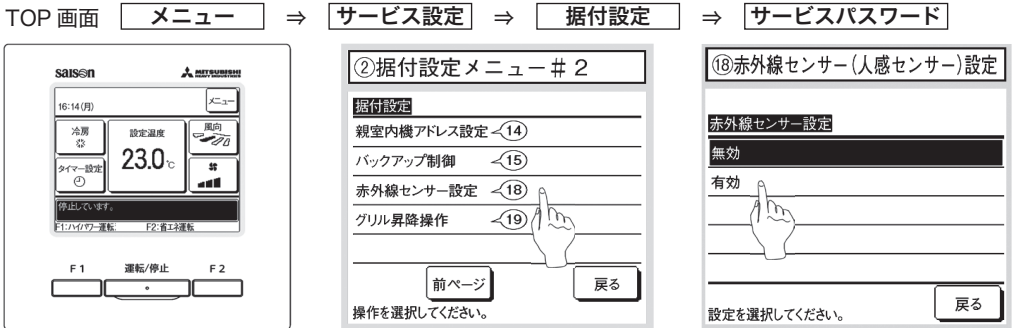 TOP 画面 メニュー ⇒ サービス設定 ⇒ 据付設定 ⇒ サービスパスワード
saison MITSUBISHI HEAVY INDUSTRIES
16:14(月) メニュー
冷房 設定温度 風向
23.0℃
タイマー設定
停止しています。
F1:ハイパワー運転 F2:省エネ運転
F1 運転/停止 F2
②据付設定メニュー#2
据付設定
親室内機アドレス設定 ⑭
バックアップ制御 ⑮
赤外線センサー設定 ⑱
グリル昇降操作 ⑲
前ページ 戻る
操作を選択してください。
⑱赤外線センサー(人感センサー)設定
赤外線センサー設定
無効
有効
戻る
設定を選択してください。